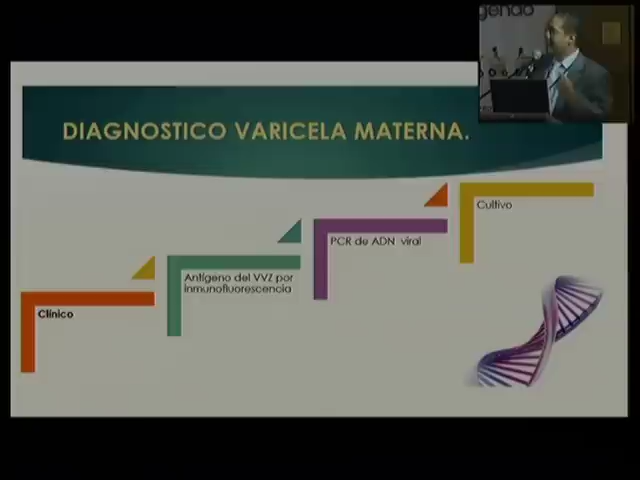 DIAGNOSTICO VARICELA MATERNA.
Cultivo
PCR de ADN viral
Antígeno del VVZ por
inmunofluorescencia
Clínico